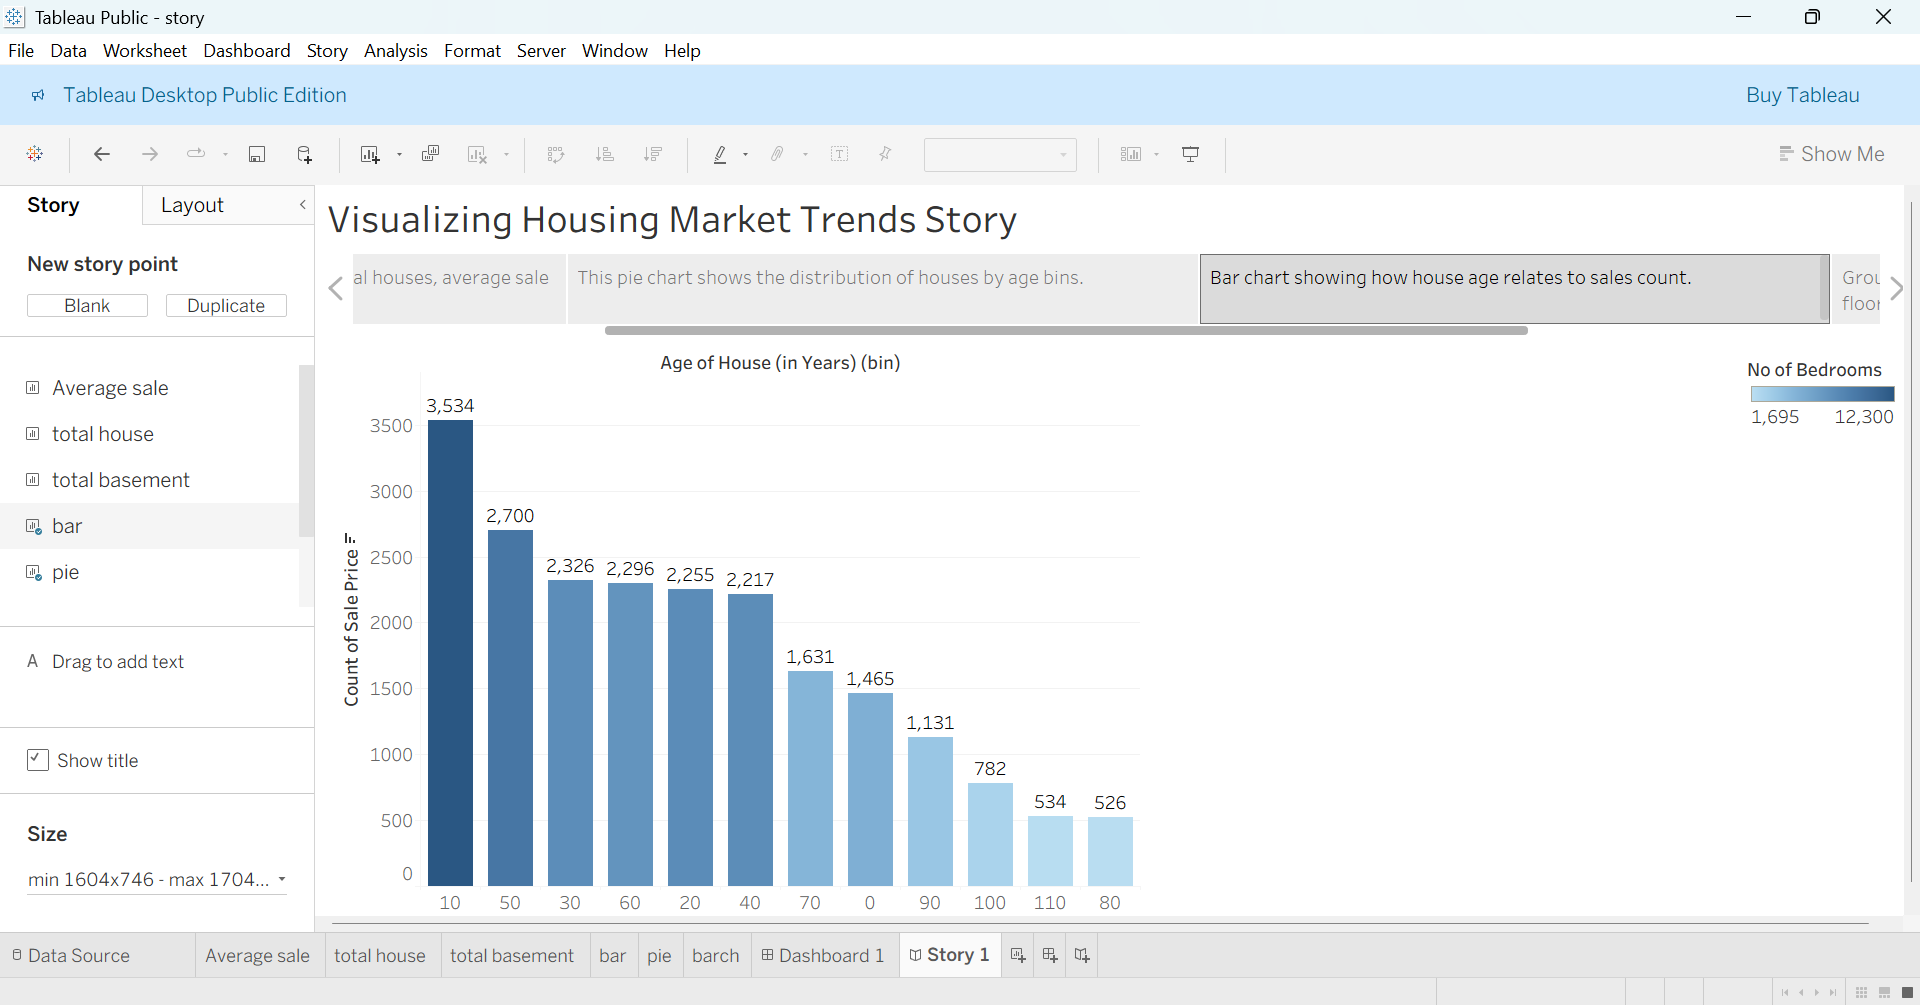 Tableau Public - story
File Data Worksheet Dashboard Story Analysis Format Server Window Help
Tableau Desktop Public Edition
Buy Tableau
Show Me
Story
Layout
New story point
Blank
Duplicate
Average sale
total house
total basement
bar
pie
A Drag to add text
Show title
Size
min 1604x746 - max 1704...
Visualizing Housing Market Trends Story
al houses, average sale
This pie chart shows the distribution of houses by age bins.
Bar chart showing how house age relates to sales count.
Grou
floor
Age of House (in Years) (bin)
No of Bedrooms
1,695 12,300
Count of Sale Price
3500
3000
2500
2000
1500
1000
500
0
3,534
2,700
2,326
2,296
2,255
2,217
1,631
1,465
1,131
782
534
526
10 50 30 60 20 40 70 0 90 100 110 80
Data Source
Average sale
total house
total basement
bar
pie
barch
Dashboard 1
Story 1